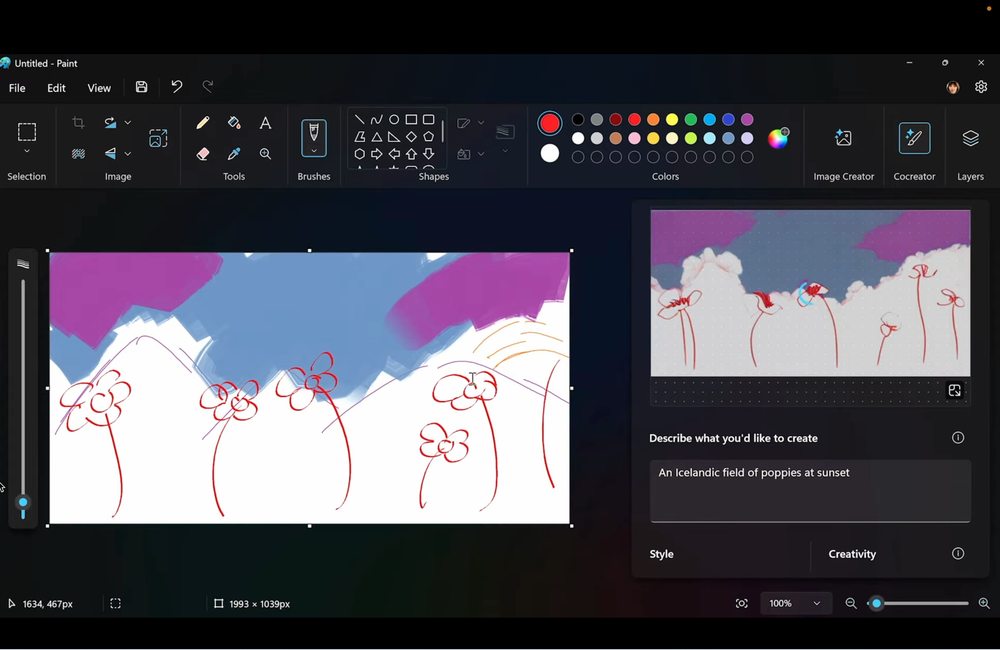 Untitled - Paint
File Edit View
Selection Image Tools Brushes Shapes Colors Image Creator Cocreator Layers
Describe what you'd like to create
An Icelandic field of poppies at sunset
Style Creativity
1634, 467px 1993 × 1039px 100%